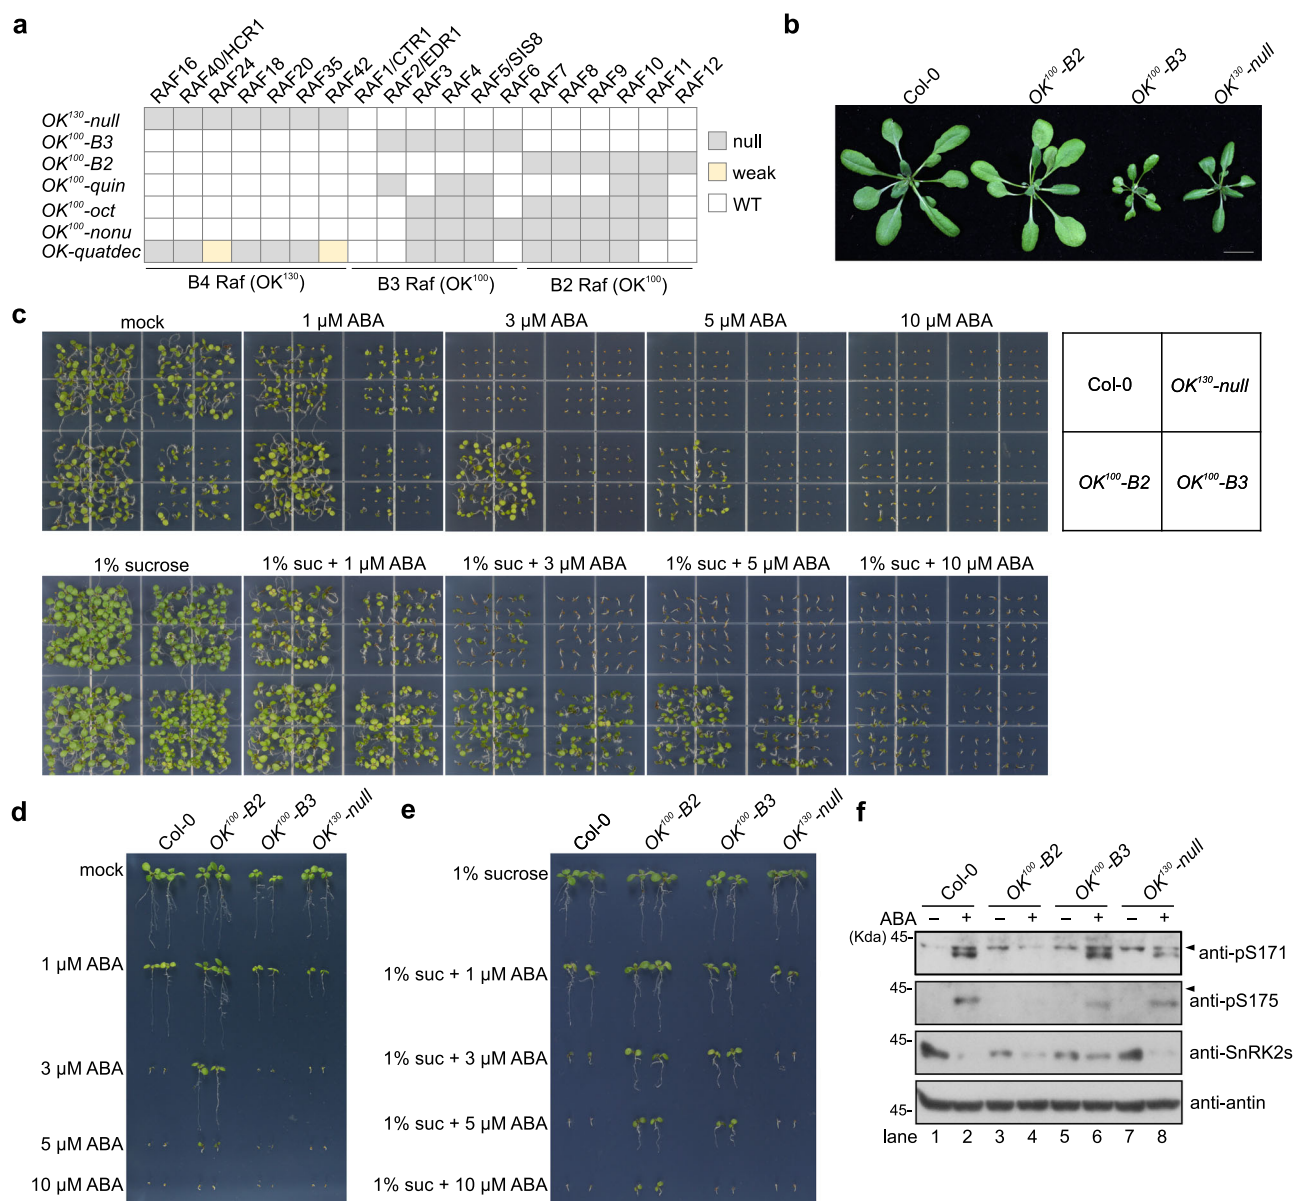 a
RAF16
RAF40/HCR1
RAF24
RAF18
RAF20
RAF35
RAF42
RAF1/CTR1
RAF2/EDR1
RAF3
RAF4
RAF5/SIS8
RAF6
RAF7
RAF8
RAF9
RAF10
RAF11
RAF12
OK¹³⁰-null
OK¹⁰⁰-B3
OK¹⁰⁰-B2
OK¹⁰⁰-quin
OK¹⁰⁰-oct
OK¹⁰⁰-nonu
OK-quatdec
null
weak
WT
B4 Raf (OK¹³⁰)
B3 Raf (OK¹⁰⁰)
B2 Raf (OK¹⁰⁰)
b
Col-0
OK¹⁰⁰-B2
OK¹⁰⁰-B3
OK¹³⁰-null
c
mock
1 µM ABA
3 µM ABA
5 µM ABA
10 µM ABA
Col-0
OK¹³⁰-null
OK¹⁰⁰-B2
OK¹⁰⁰-B3
1% sucrose
1% suc + 1 µM ABA
1% suc + 3 µM ABA
1% suc + 5 µM ABA
1% suc + 10 µM ABA
d
Col-0
OK¹⁰⁰-B2
OK¹⁰⁰-B3
OK¹³⁰-null
mock
1 µM ABA
3 µM ABA
5 µM ABA
10 µM ABA
e
Col-0
OK¹⁰⁰-B2
OK¹⁰⁰-B3
OK¹³⁰-null
1% sucrose
1% suc + 1 µM ABA
1% suc + 3 µM ABA
1% suc + 5 µM ABA
1% suc + 10 µM ABA
f
Col-0
OK¹⁰⁰-B2
OK¹⁰⁰-B3
OK¹³⁰-null
ABA – + – + – + – +
(Kda) 45-
anti-pS171
45-
anti-pS175
45-
anti-SnRK2s
45-
anti-antin
lane 1 2 3 4 5 6 7 8